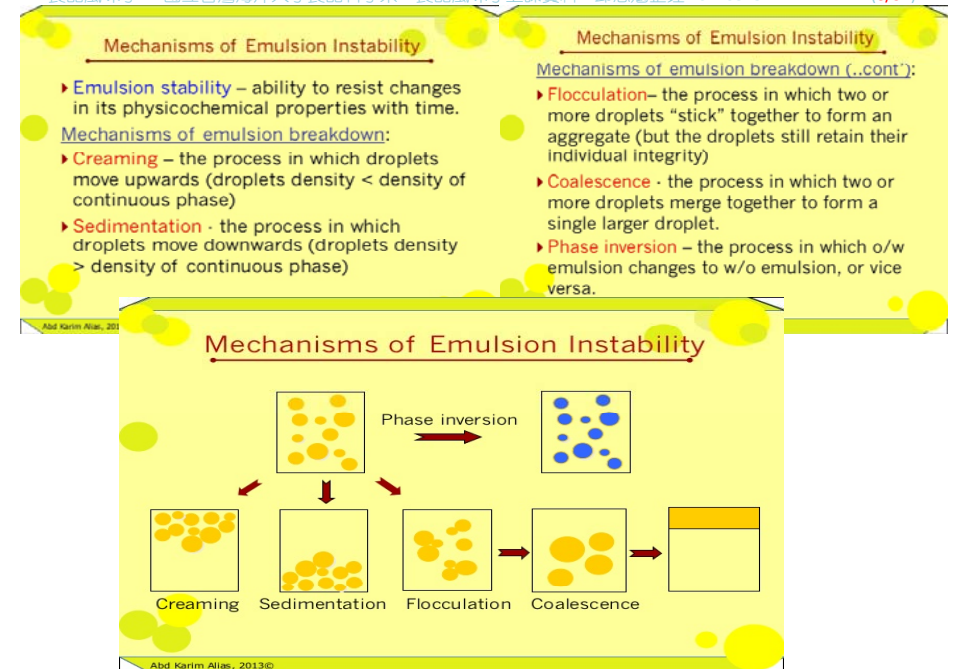 Mechanisms of Emulsion Instability
Emulsion stability – ability to resist changes
in its physicochemical properties with time.
Mechanisms of emulsion breakdown:
Creaming – the process in which droplets
move upwards (droplets density < density of
continuous phase)
Sedimentation - the process in which
droplets move downwards (droplets density
> density of continuous phase)
Abd Karim Alias, 201
Mechanisms of Emulsion Instability
Mechanisms of emulsion breakdown (..cont'):
Flocculation– the process in which two or
more droplets “stick” together to form an
aggregate (but the droplets still retain their
individual integrity)
Coalescence - the process in which two or
more droplets merge together to form a
single larger droplet.
Phase inversion – the process in which o/w
emulsion changes to w/o emulsion, or vice
versa.
Mechanisms of Emulsion Instability
Phase inversion
Creaming
Sedimentation
Flocculation
Coalescence
Abd Karim Alias, 2013©